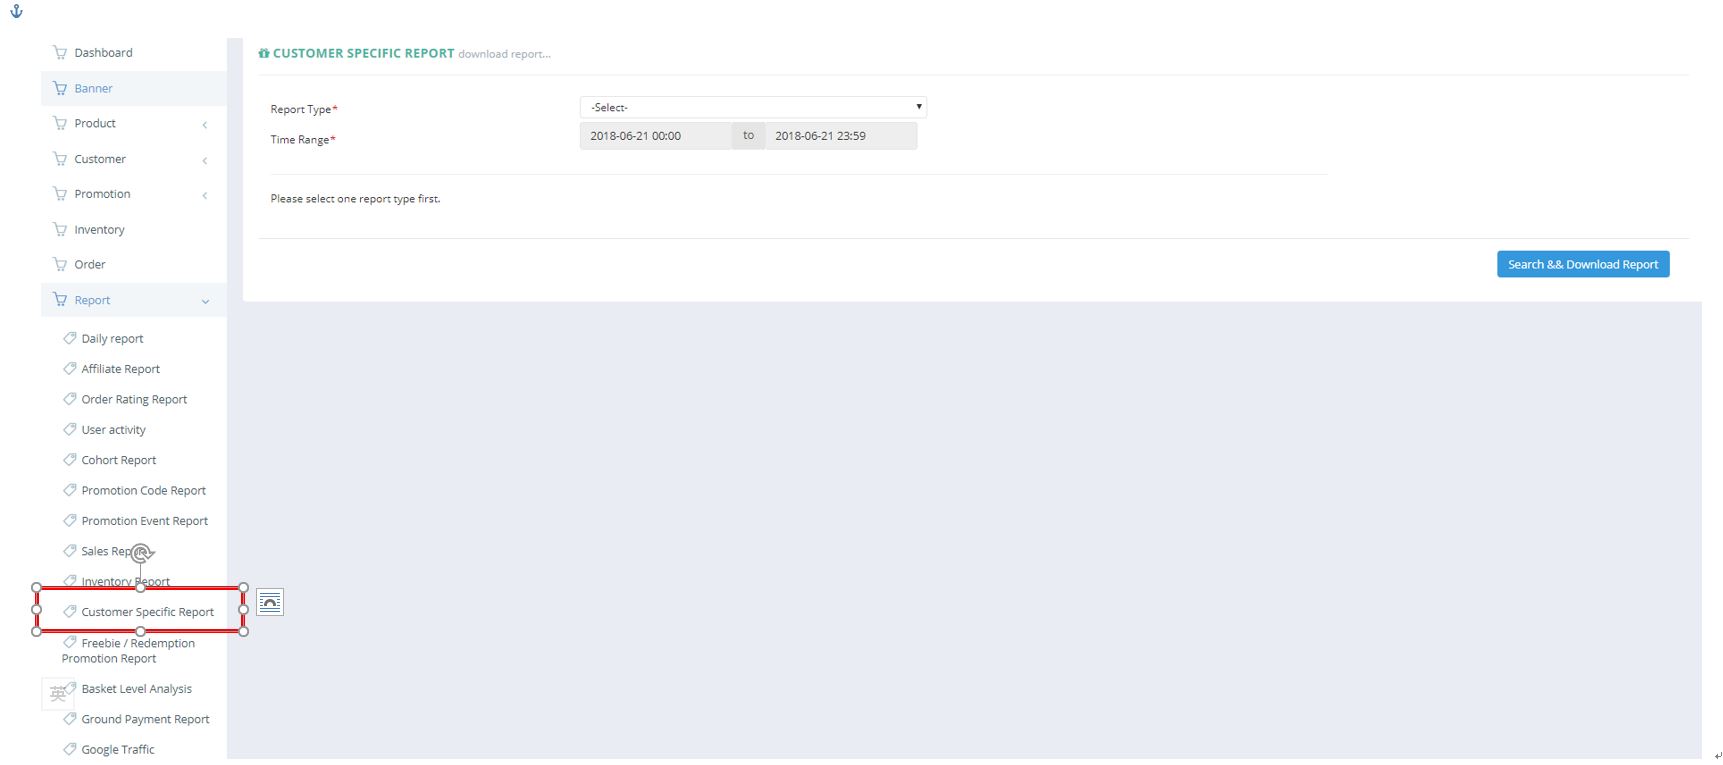 Dashboard
Banner
Product
Customer
Promotion
Inventory
Order
Report
Daily report
Affiliate Report
Order Rating Report
User activity
Cohort Report
Promotion Code Report
Promotion Event Report
Sales Report
Inventory Report
Customer Specific Report
Freebie / Redemption
Promotion Report
英
Basket Level Analysis
Ground Payment Report
Google Traffic
CUSTOMER SPECIFIC REPORT download report...
Report Type* -Select-
Time Range* 2018-06-21 00:00 to 2018-06-21 23:59
Please select one report type first.
Search && Download Report